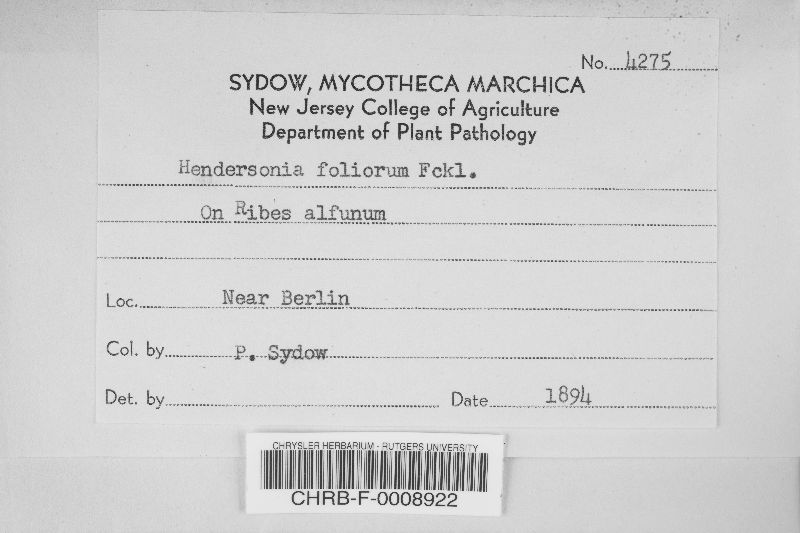 No. 4275
SYDOW, MYCOTHECA MARCHICA
New Jersey College of Agriculture
Department of Plant Pathology
Hendersonia foliorum Fckl.
On Ribes alfunum
Loc. Near Berlin
Col. by P. Sydow
Det. by
Date 1894
CHRYSLER HERBARIUM - RUTGERS UNIVERSITY
CHRB-F-0008922